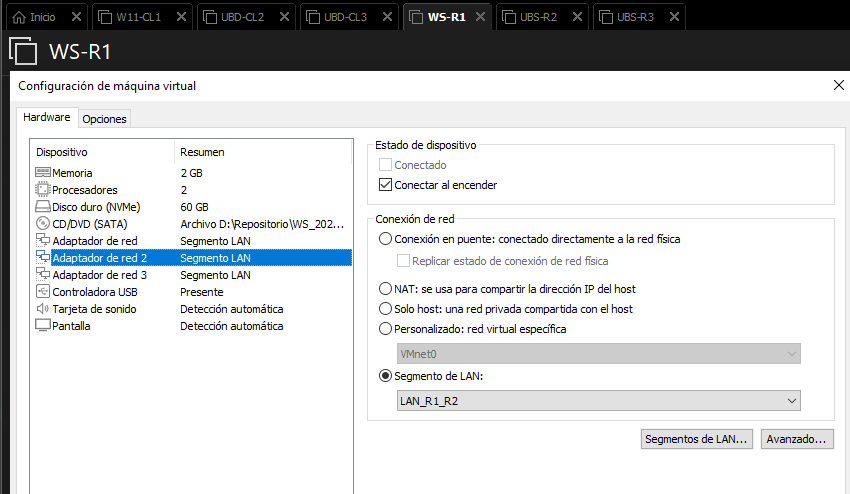 Inicio W11-CL1 UBD-CL2 UBD-CL3 WS-R1 UBS-R2 UBS-R3
WS-R1
Configuración de máquina virtual
Hardware Opciones
Dispositivo Resumen
Memoria 2 GB
Procesadores 2
Disco duro (NVMe) 60 GB
CD/DVD (SATA) Archivo D:\Repositorio\WS_202...
Adaptador de red Segmento LAN
Adaptador de red 2 Segmento LAN
Adaptador de red 3 Segmento LAN
Controladora USB Presente
Tarjeta de sonido Detección automática
Pantalla Detección automática
Estado de dispositivo
Conectado
Conectar al encender
Conexión de red
Conexión en puente: conectado directamente a la red física
Replicar estado de conexión de red física
NAT: se usa para compartir la dirección IP del host
Solo host: una red privada compartida con el host
Personalizado: red virtual específica
VMnet0
Segmento de LAN:
LAN_R1_R2
Segmentos de LAN... Avanzado...